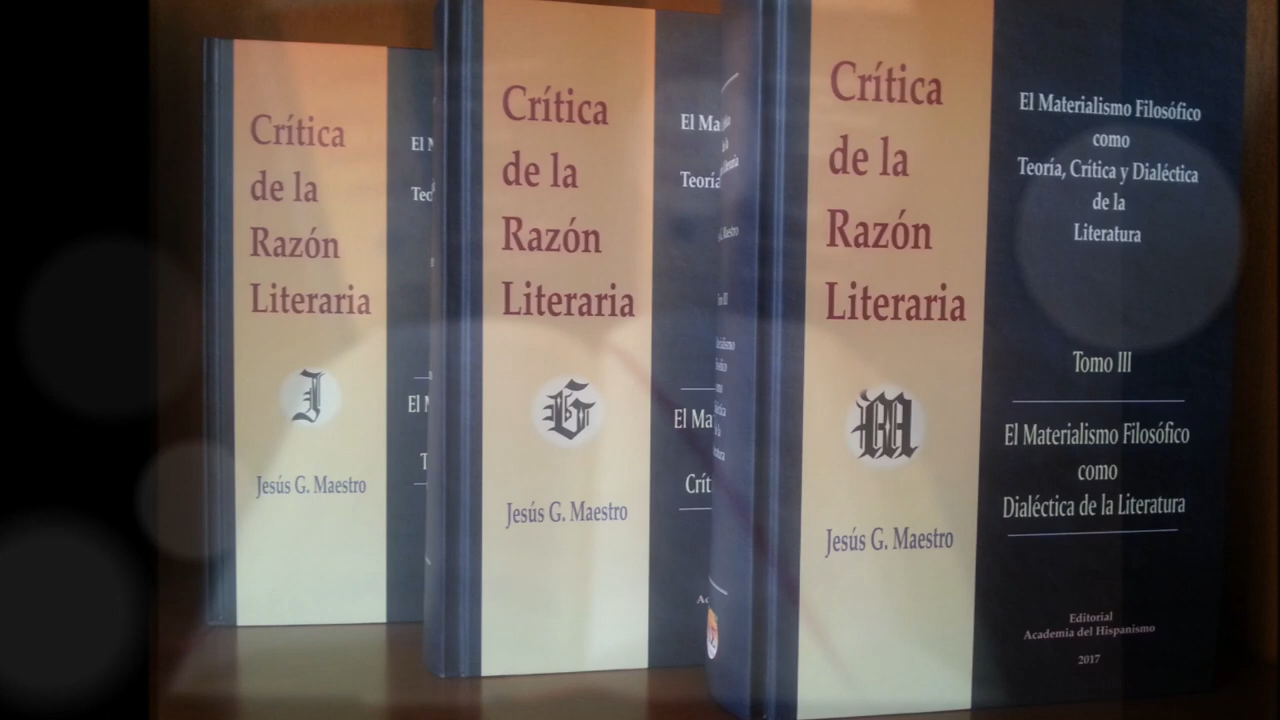 Crítica
de la
Razón
Literaria
J
Jesús G. Maestro
Crítica
de la
Razón
Literaria
G
Jesús G. Maestro
Crítica
de la
Razón
Literaria
M
Jesús G. Maestro
El Materialismo Filosófico
como
Teoría, Crítica y Dialéctica
de la
Literatura
Tomo III
El Materialismo Filosófico
como
Dialéctica de la Literatura
Editorial
Academia del Hispanismo
2017